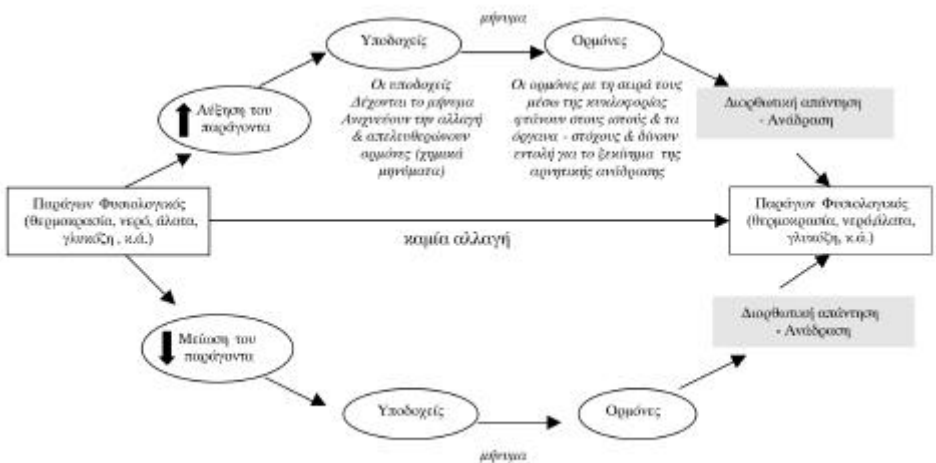 μήνυμα
Υποδοχείς
Ορμόνες
Οι υποδοχείς
Δέχονται το μήνυμα
Ανιχνεύουν την αλλαγή
& απελευθερώνουν
ορμόνες (χημικά
μηνύματα)
Οι ορμόνες με τη σειρά τους
μέσω της κυκλοφορίας
φτάνουν στους ιστούς & τα
όργανα - στόχους & δίνουν
εντολή για το ξεκίνημα της
αρνητικής ανάδρασης
Αύξηση του
παράγοντα
Διορθωτική απάντηση
- Ανάδραση
Παράγων Φυσιολογικός
(θερμοκρασία, νερό, άλατα,
γλυκόζη , κ.ά.)
καμία αλλαγή
Παράγων Φυσιολογικός
(θερμοκρασία, νερό,άλατα,
γλυκόζη, κ.ά.)
Μείωση του
παράγοντα
Διορθωτική απάντηση
- Ανάδραση
Υποδοχείς
Ορμόνες
μήνυμα